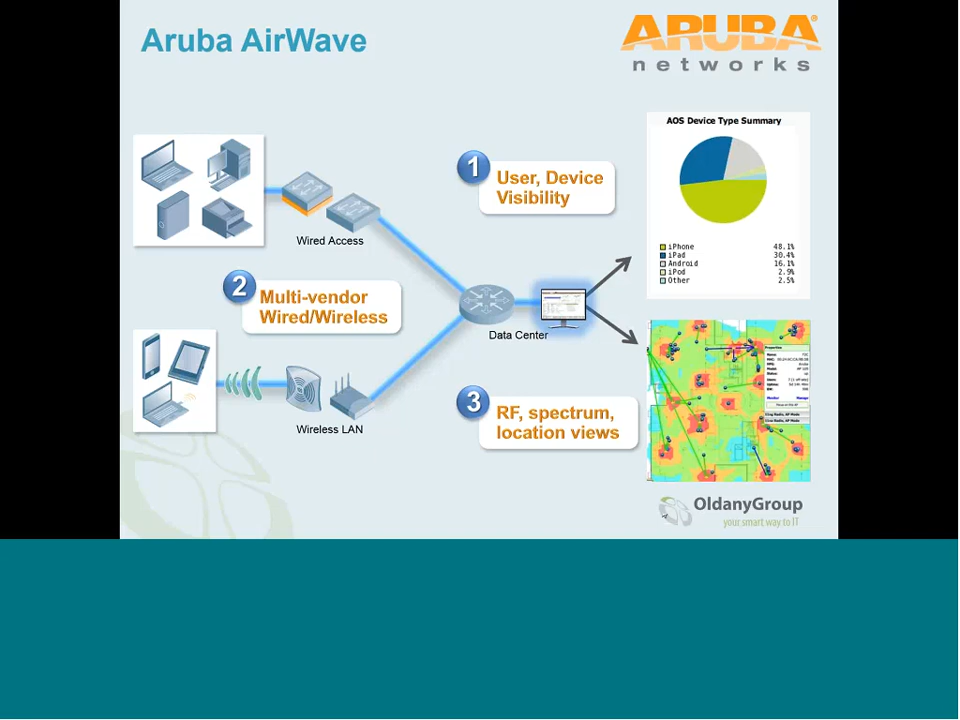 Aruba AirWave
ARUBA®
networks
AOS Device Type Summary
1
User, Device
Visibility
Wired Access
iPhone 48.1%
iPad 30.4%
Android 16.1%
iPod 2.9%
Other 2.5%
2
Multi-vendor
Wired/Wireless
Data Center
Properties
3
RF, spectrum,
location views
Wireless LAN
OldanyGroup
your smart way to IT